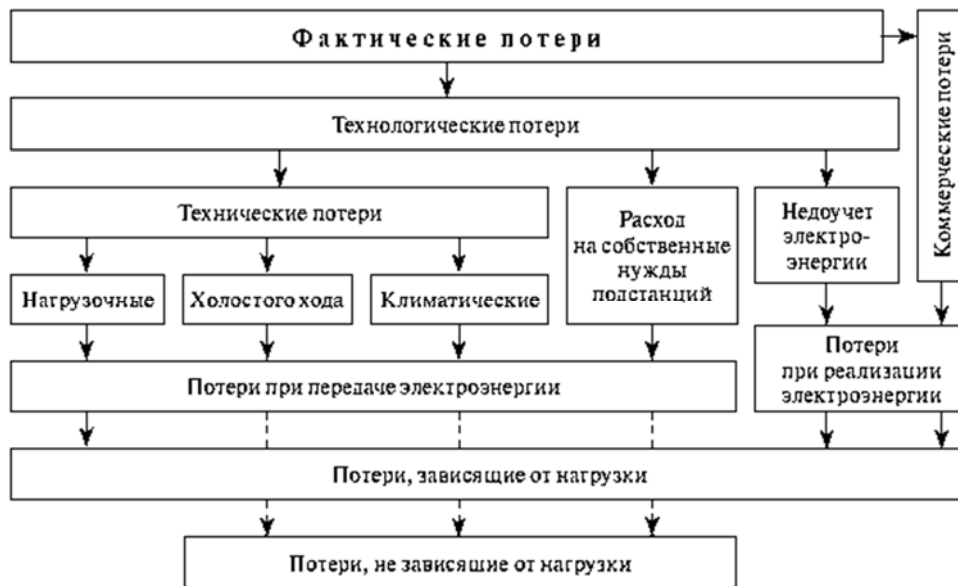 Фактические потери
Коммерческие потери
Технологические потери
Технические потери
Расход
на собственные
нужды
подстанций
Недоучет
электро-
энергии
Нагрузочные
Холостого хода
Климатические
Потери при передаче электроэнергии
Потери
при реализации
электроэнергии
Потери, зависящие от нагрузки
Потери, не зависящие от нагрузки